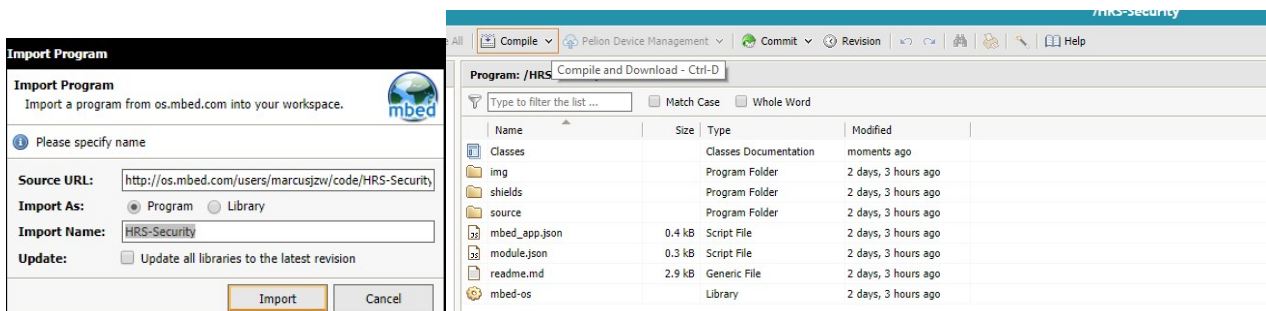 Import Program
Import Program
Import a program from os.mbed.com into your workspace.
mbed
Please specify name
Source URL: http://os.mbed.com/users/marcusjzw/code/HRS-Security
Import As: Program Library
Import Name: HRS-Security
Update: Update all libraries to the latest revision
Import Cancel
/HRS-Security
All Compile Pelion Device Management Commit Revision Help
Program: /HRS
Compile and Download - Ctrl-D
Type to filter the list ... Match Case Whole Word
Name Size Type Modified
Classes Classes Documentation moments ago
img Program Folder 2 days, 3 hours ago
shields Program Folder 2 days, 3 hours ago
source Program Folder 2 days, 3 hours ago
mbed_app.json 0.4 kB Script File 2 days, 3 hours ago
module.json 0.3 kB Script File 2 days, 3 hours ago
readme.md 2.9 kB Generic File 2 days, 3 hours ago
mbed-os Library 2 days, 3 hours ago